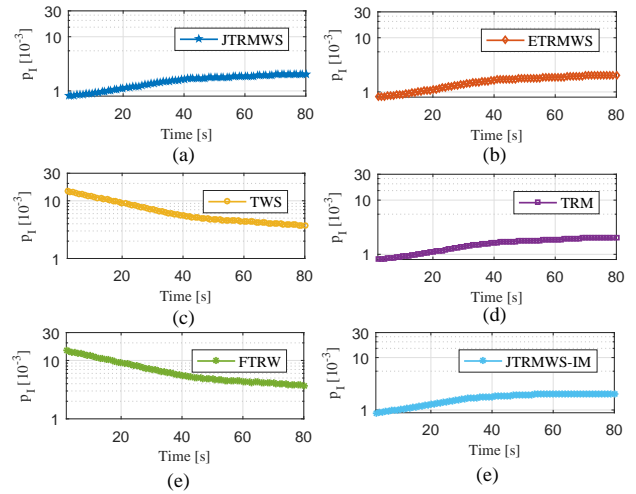 30
p_I [10^-3]
1
JTRMWS
20
40
60
80
Time [s]
(a)
30
p_I [10^-3]
1
ETRMWS
20
40
60
80
Time [s]
(b)
30
10
p_I [10^-3]
1
TWS
20
40
60
80
Time [s]
(c)
30
10
p_I [10^-3]
1
TRM
20
40
60
80
Time [s]
(d)
30
10
p_I [10^-3]
1
FTRW
20
40
60
80
Time [s]
(e)
30
10
p_I [10^-3]
1
JTRMWS-IM
20
40
60
80
Time [s]
(e)